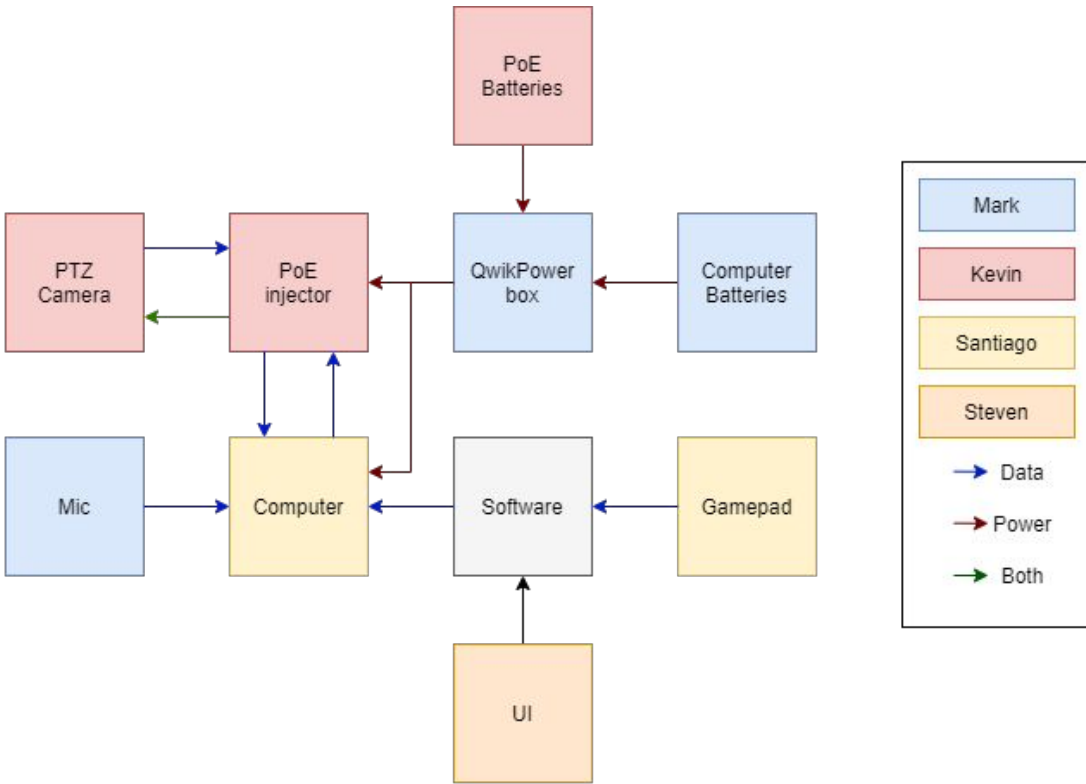 PoE
Batteries
PTZ
Camera
PoE
injector
QwikPower
box
Computer
Batteries
Mic
Computer
Software
Gamepad
UI
Mark
Kevin
Santiago
Steven
Data
Power
Both